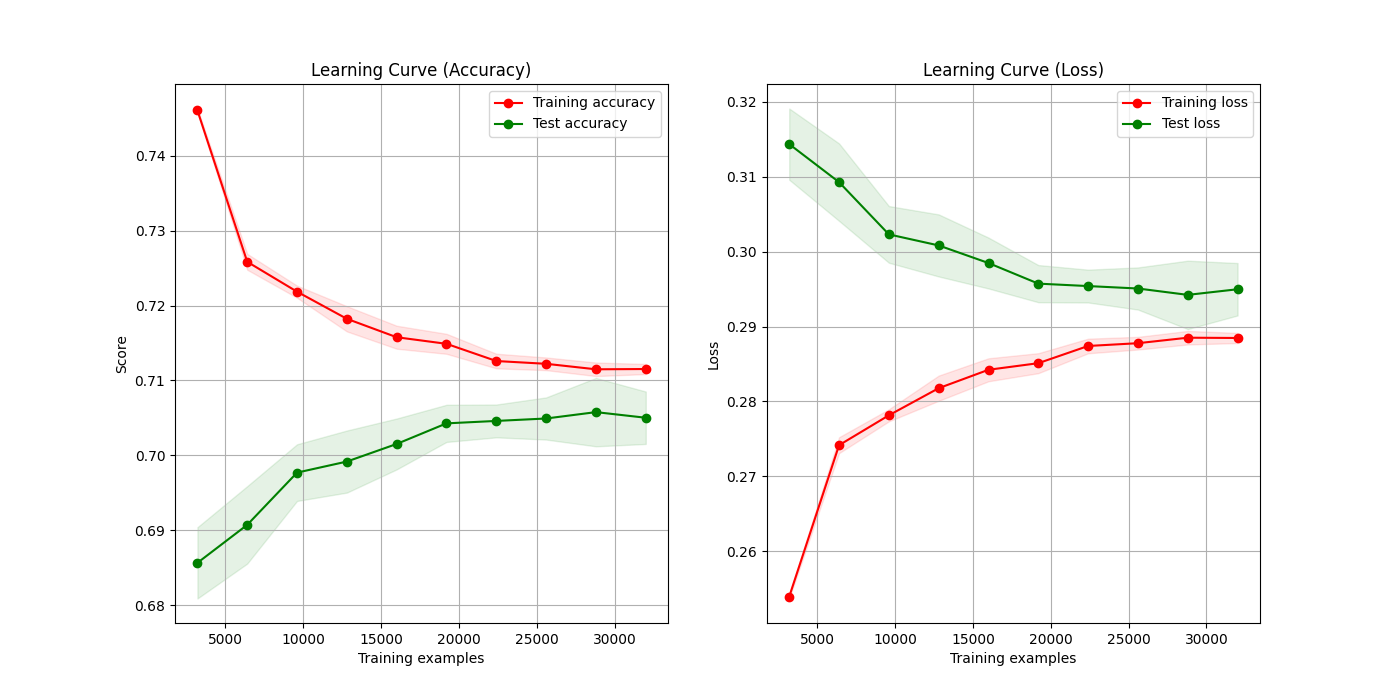 Learning Curve (Accuracy)
Training accuracy
Test accuracy
0.74
0.73
0.72
0.71
0.70
0.69
0.68
Score
5000 10000 15000 20000 25000 30000
Training examples
Learning Curve (Loss)
Training loss
Test loss
0.32
0.31
0.30
0.29
0.28
0.27
0.26
Loss
5000 10000 15000 20000 25000 30000
Training examples